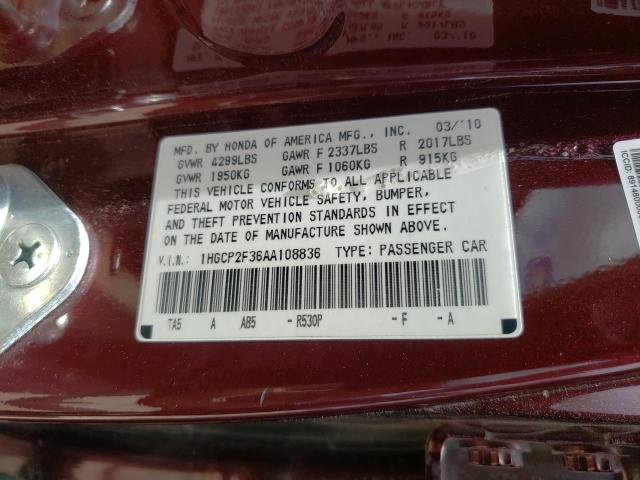 MFD. BY HONDA OF AMERICA MFG., INC. 03/'10
GVWR 4299LBS GAWR F 2337LBS R 2017LBS
GVWR 1950KG GAWR F 1060KG R 915KG
THIS VEHICLE CONFORMS TO ALL APPLICABLE
FEDERAL MOTOR VEHICLE SAFETY, BUMPER,
AND THEFT PREVENTION STANDARDS IN EFFECT
ON THE DATE OF MANUFACTURE SHOWN ABOVE.
V.I.N.: 1HGCP2F36AA108836 TYPE: PASSENGER CAR
TA5 A AB5 - R530P - F - A
ICCID: